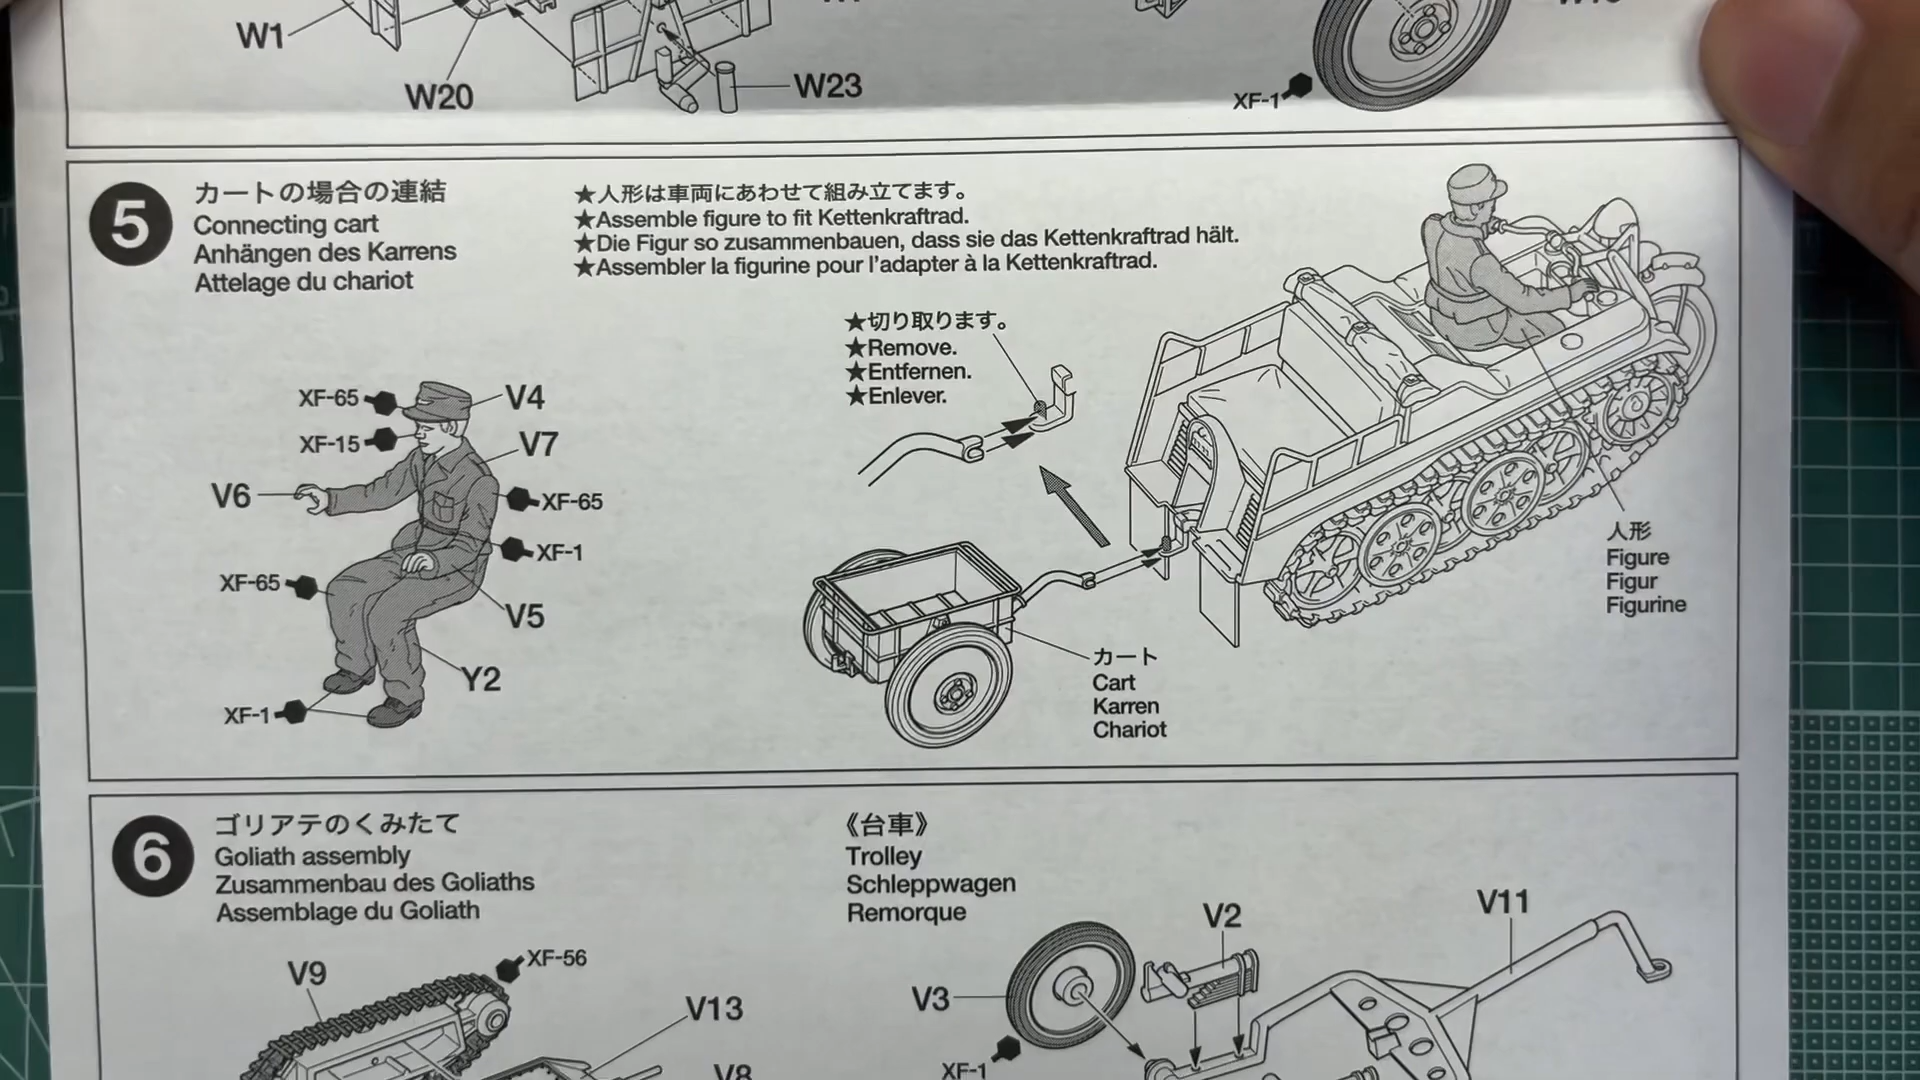 W1
W20
W23
XF-1
5
カートの場合の連結
Connecting cart
Anhängen des Karrens
Attelage du chariot
★人形は車両にあわせて組み立てます。
★Assemble figure to fit Kettenkraftrad.
★Die Figur so zusammenbauen, dass sie das Kettenkraftrad hält.
★Assembler la figurine pour l'adapter à la Kettenkraftrad.
★切り取ります。
★Remove.
★Entfernen.
★Enlever.
XF-65
V4
XF-15
V7
V6
XF-65
XF-1
XF-65
V5
Y2
XF-1
人形
Figure
Figur
Figurine
カート
Cart
Karren
Chariot
6
ゴリアテのくみたて
Goliath assembly
Zusammenbau des Goliaths
Assemblage du Goliath
《台車》
Trolley
Schleppwagen
Remorque
V9
XF-56
V13
V8
V3
V2
V11
XF-1